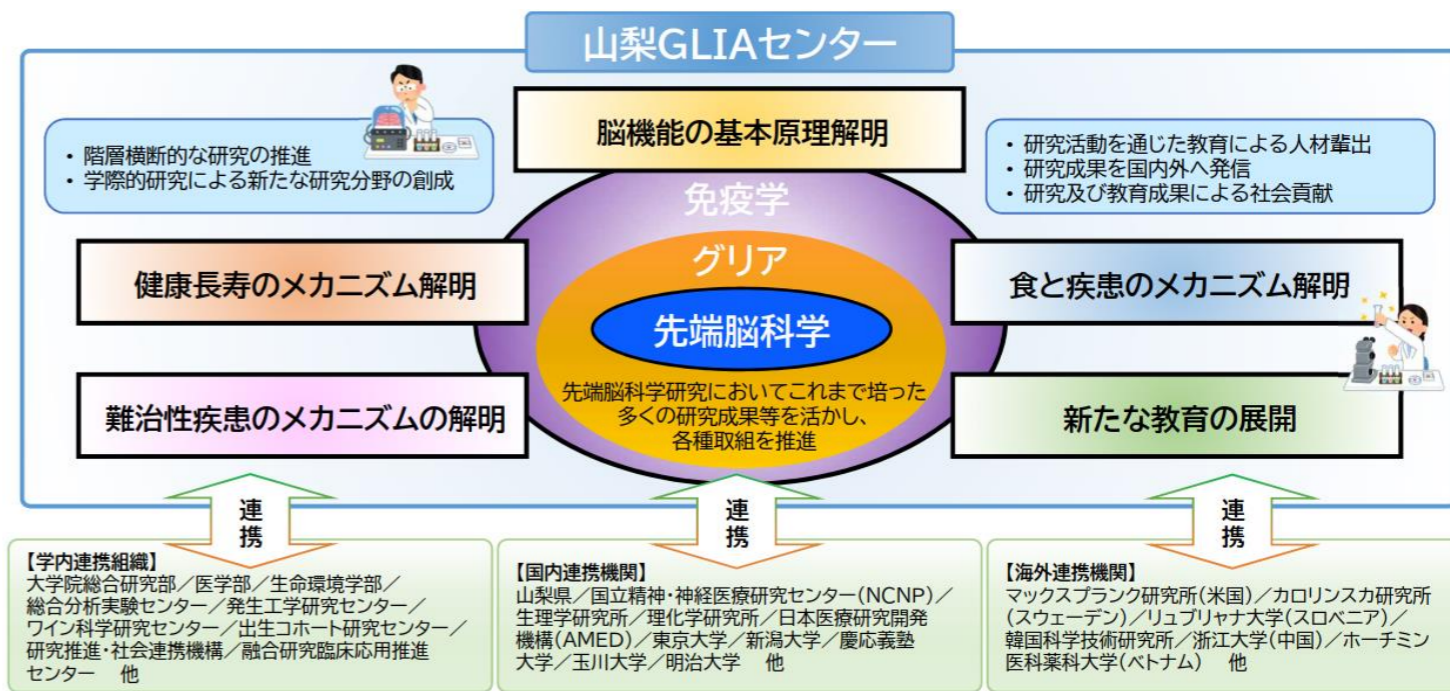 山梨GLIAセンター
脳機能の基本原理解明
・ 階層横断的な研究の推進
・ 学際的研究による新たな研究分野の創成
・ 研究活動を通じた教育による人材輩出
・ 研究成果を国内外へ発信
・ 研究及び教育成果による社会貢献
免疫学
グリア
先端脳科学
先端脳科学研究においてこれまで培った
多くの研究成果等を活かし、
各種取組を推進
健康長寿のメカニズム解明
食と疾患のメカニズム解明
難治性疾患のメカニズムの解明
新たな教育の展開
連
携
連
携
連
携
【学内連携組織】
大学院総合研究部／医学部／生命環境学部／
総合分析実験センター／発生工学研究センター／
ワイン科学研究センター／出生コホート研究センター／
研究推進・社会連携機構／融合研究臨床応用推進
センター　他
【国内連携機関】
山梨県／国立精神・神経医療研究センター(NCNP)／
生理学研究所／理化学研究所／日本医療研究開発
機構(AMED)／東京大学／新潟大学／慶応義塾
大学／玉川大学／明治大学　他
【海外連携機関】
マックスプランク研究所(米国)／カロリンスカ研究所
(スウェーデン)／リュブリャナ大学(スロベニア)／
韓国科学技術研究所／浙江大学(中国)／ホーチミン
医科薬科大学(ベトナム)　他